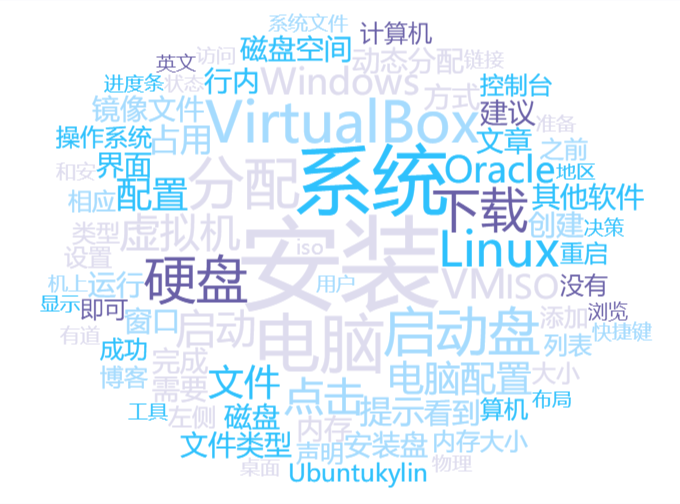 系统文件
计算机
英文
访问
磁盘空间
动态分配
链接
进度条
状态
行内
Windows
控制台
镜像文件
方式
建议
操作系统
占用
VirtualBox
文章
准备
和安
界面
分配
系统
Oracle
地区
之前
相应
配置
下载
其他软件
类型
虚拟机
安装
iso
Linux
创建
决策
设置
重启
机上
运行
硬盘
用户
VM
ISO
没有
显示
即可
窗口
启动
电脑
启动盘
添加
浏览
有道
列表
快捷键
成功
完成
博客
需要
文件
点击
电脑配置
大小
工具
左侧
磁盘
内存
提示
看到
算机
布局
文件类型
声明
安装盘
内存大小
桌面
Ubuntukylin
物理